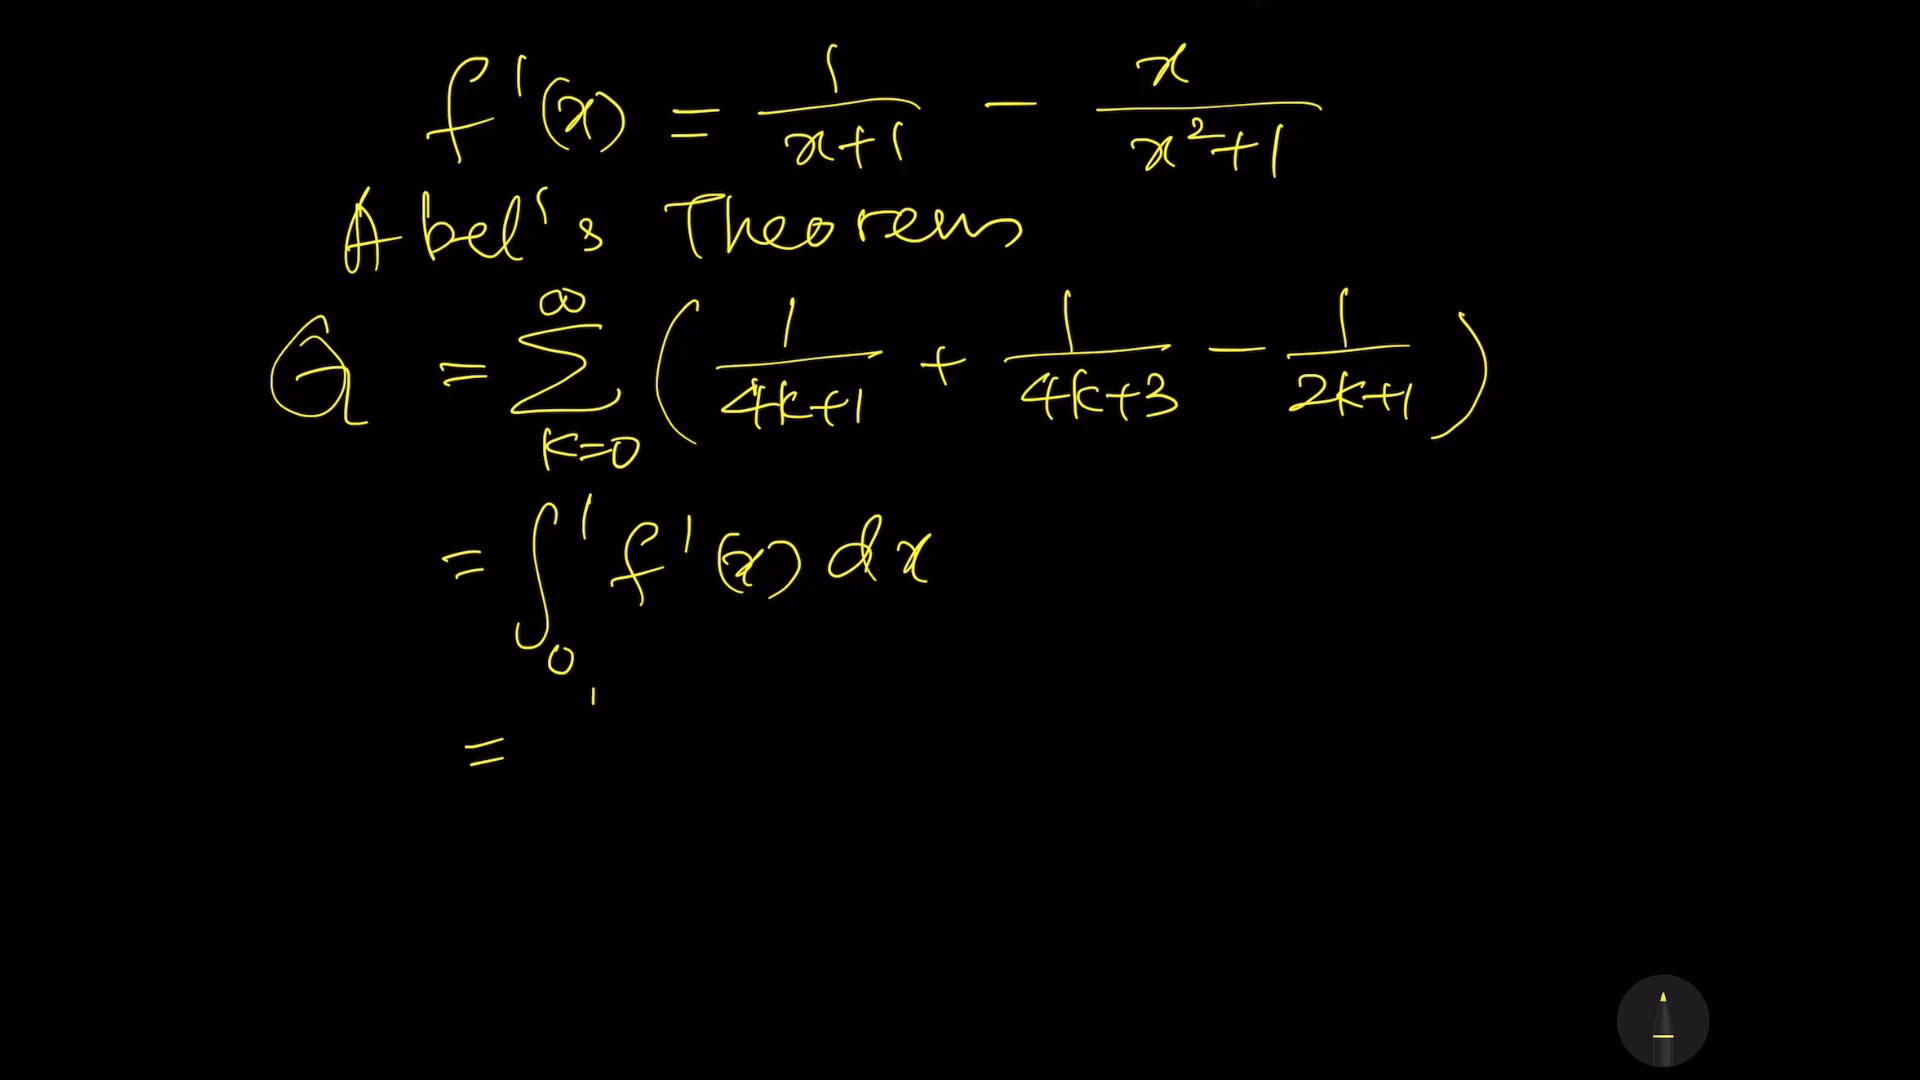 f'(x) = 1/(x+1) - x/(x²+1)
Abel's Theorem
Q = ∑_{k=0}^{∞} (1/(4k+1) + 1/(4k+3) - 1/(2k+1))
= ∫_0^1 f'(x) dx
=